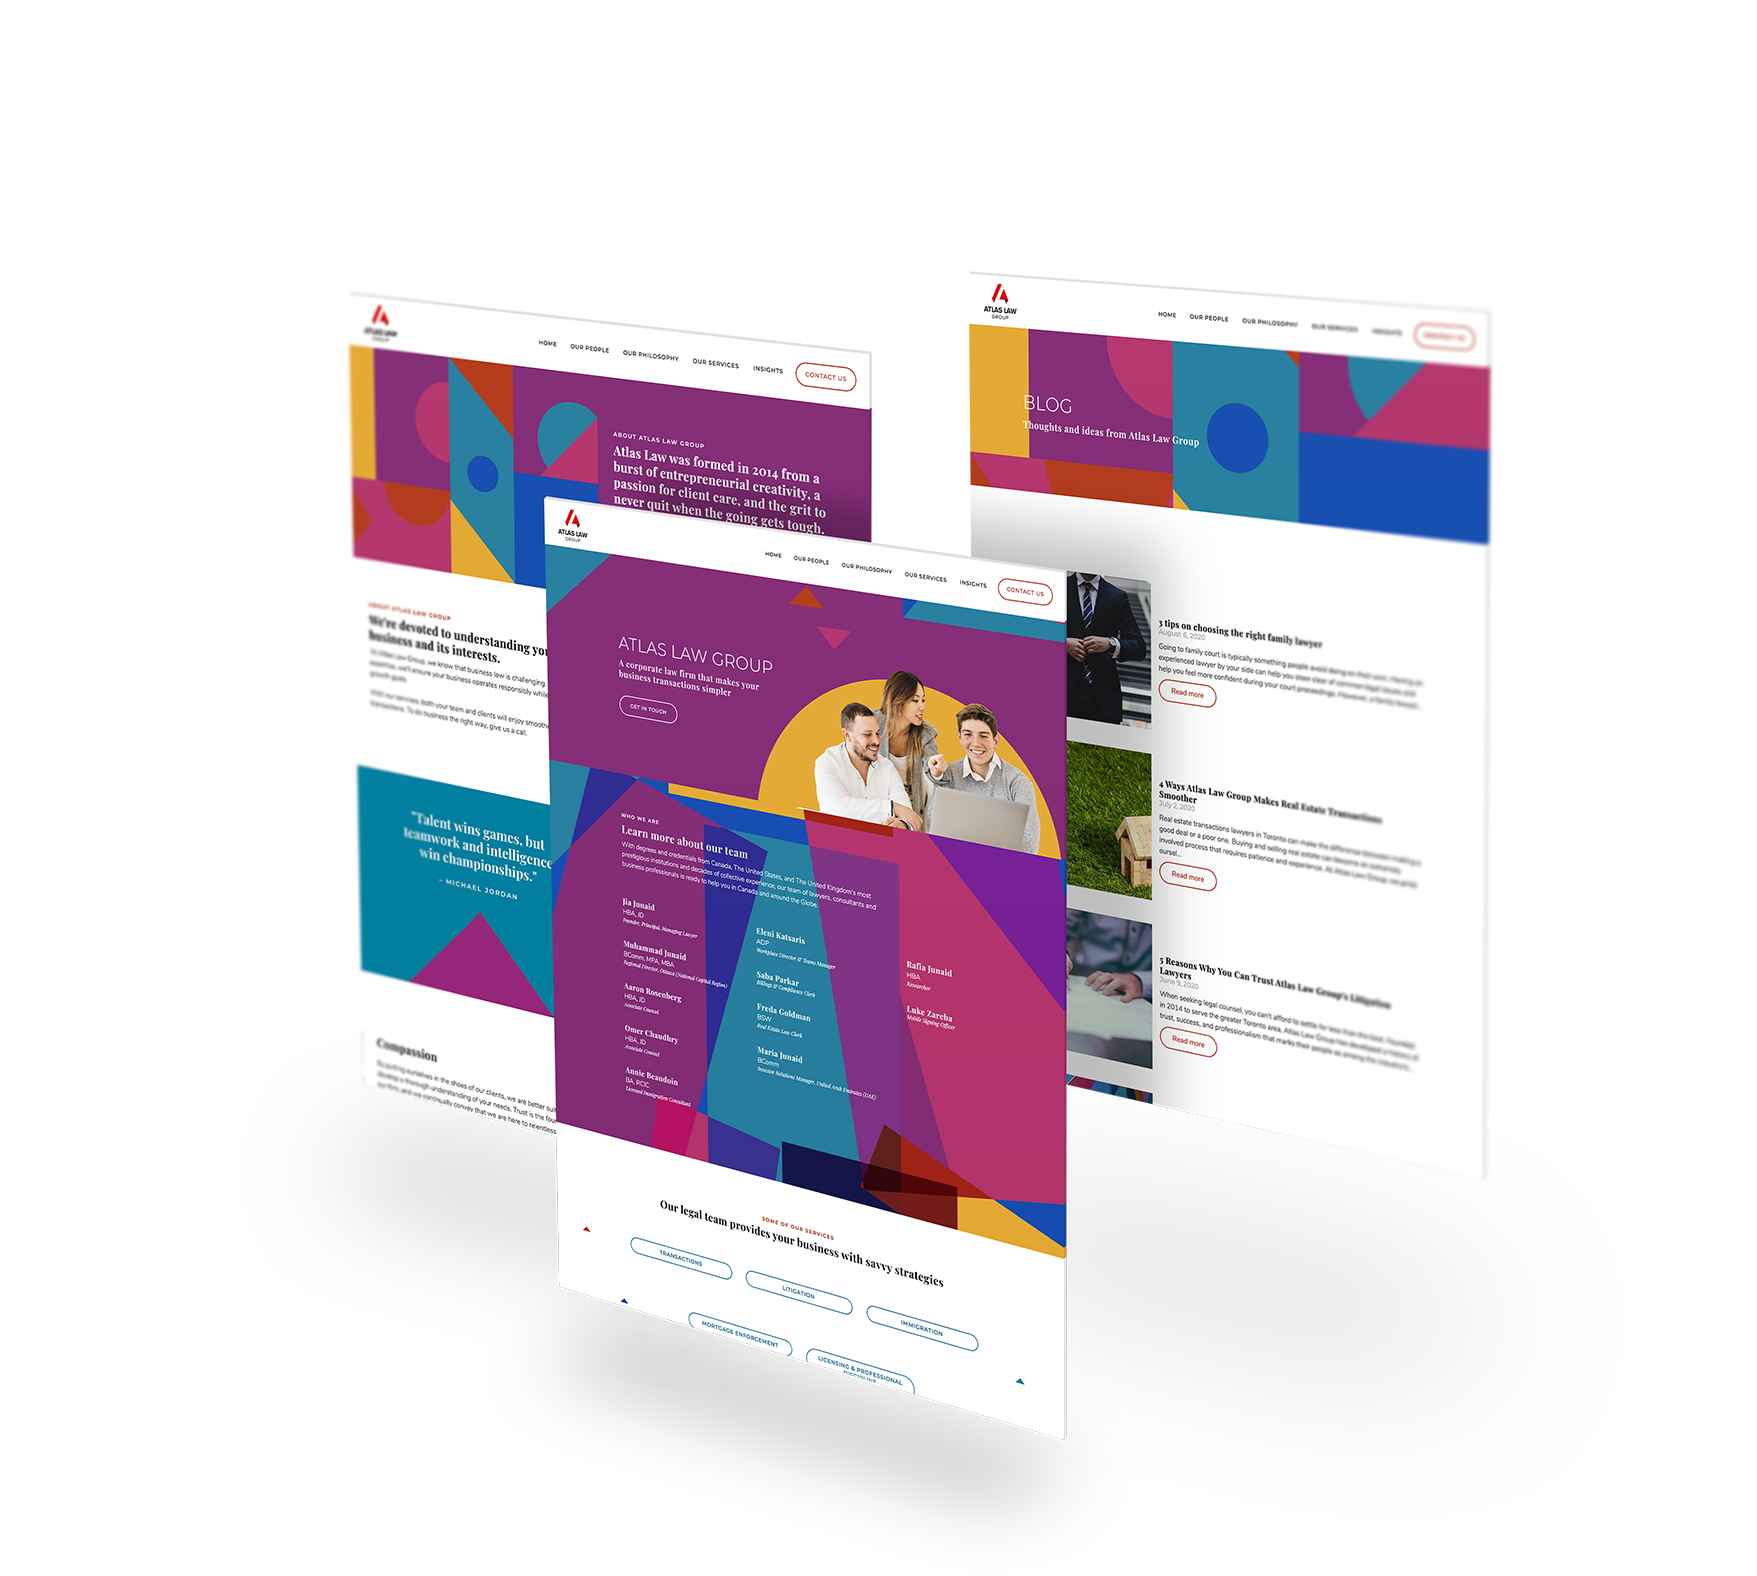 ATLAS LAW
GROUP
HOME
OUR PEOPLE
OUR PHILOSOPHY
OUR SERVICES
INSIGHTS
CONTACT US
ABOUT ATLAS LAW GROUP
Atlas Law was formed in 2014 from a
burst of entrepreneurial creativity, a
passion for client care, and the grit to
never quit when the going gets tough.
ABOUT ATLAS LAW GROUP
We're devoted to understanding you
business and its interests.
At Atlas Law Group, we know that business law is challenging.
expertise, we'll ensure your business operates responsibly while
growth goals.
With our services, both your team and clients will enjoy smoothe
transactions. To do business the right way, give us a call.
"Talent wins games, but
teamwork and intelligence
win championships."
– MICHAEL JORDAN
Compassion
By putting ourselves in the shoes of our clients, we are better sui
develop a thorough understanding of your needs. Trust is the fou
our firm, and we continually convey that we are here to relentless
ATLAS LAW
GROUP
HOME
OUR PEOPLE
OUR PHILOSOPHY
OUR SERVICES
INSIGHTS
CONTACT US
ATLAS LAW GROUP
A corporate law firm that makes your
business transactions simpler
GET IN TOUCH
WHO WE ARE
Learn more about our team
With degrees and credentials from Canada, The United States, and The United Kingdom's most
prestigious institutions and decades of collective experience, our team of lawyers, consultants and
business professionals is ready to help you in Canada and around the Globe.
Jia Junaid
HBA, JD
Founder, Principal, Managing Lawyer
Muhammad Junaid
BComm, MPA, MBA
Regional Director, Ottawa (National Capital Region)
Aaron Rosenberg
HBA, JD
Associate Counsel
Omer Chaudhry
HBA, JD
Associate Counsel
Annie Beaudoin
BA, RCIC
Licensed Immigration Consultant
Eleni Katsaris
ADP
Workplace Director & Teams Manager
Saba Parkar
Billings & Compliance Clerk
Freda Goldman
BSW
Real Estate Law Clerk
Maria Junaid
BComm
Investor Relations Manager, United Arab Emirates (UAE)
Rafia Junaid
HBA
Researcher
Luke Zareba
Mobile Signing Officer
SOME OF OUR SERVICES
Our legal team provides your business with savvy strategies
TRANSACTIONS
LITIGATION
IMMIGRATION
MORTGAGE ENFORCEMENT
LICENSING & PROFESSIONAL
DISCIPLINE
ATLAS LAW
GROUP
HOME
OUR PEOPLE
OUR PHILOSOPHY
OUR SERVICES
INSIGHTS
CONTACT US
BLOG
Thoughts and ideas from Atlas Law Group
3 tips on choosing the right family lawyer
August 6, 2020
Going to family court is typically something people avoid doing on their own. Having an
experienced lawyer by your side can help you steer clear of common legal issues and
help you feel more confident during your court proceedings. However, a family lawyer...
Read more
4 Ways Atlas Law Group Makes Real Estate Transactions
Smoother
July 2, 2020
Real estate transactions lawyers in Toronto can make the difference between making a
good deal or a poor one. Buying and selling real estate can become an extremely
involved process that requires patience and experience. At Atlas Law Group, we pride
oursel...
Read more
5 Reasons Why You Can Trust Atlas Law Group's Litigation
Lawyers
June 9, 2020
When seeking legal counsel, you can't afford to settle for less than the best. Founded
in 2014 to serve the greater Toronto area, Atlas Law Group has developed a history of
trust, success, and professionalism that marks their people as among the industry's...
Read more